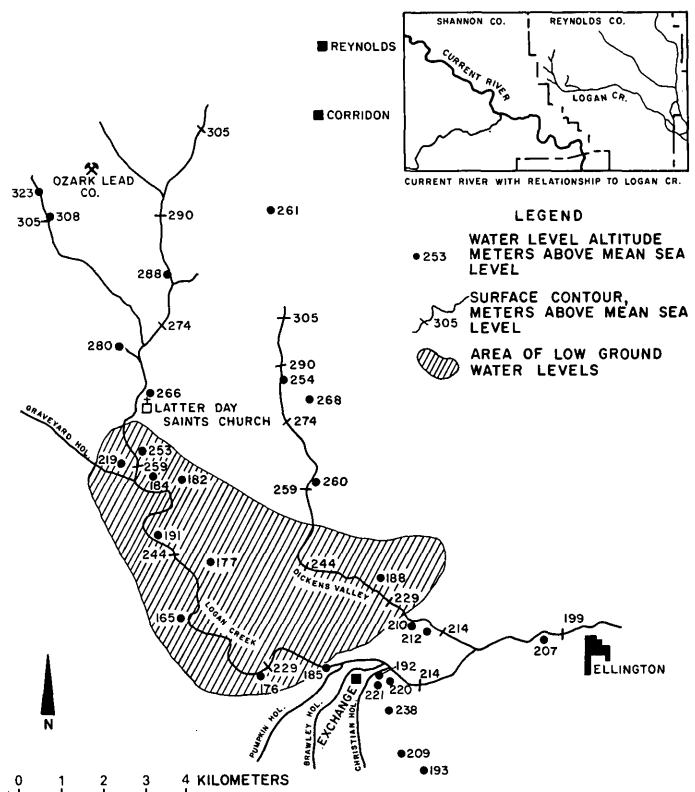 SHANNON CO.
REYNOLDS CO.
CURRENT RIVER
LOGAN CR.
CURRENT RIVER WITH RELATIONSHIP TO LOGAN CR.
REYNOLDS
CORRIDON
LEGEND
253
WATER LEVEL ALTITUDE
METERS ABOVE MEAN SEA
LEVEL
305
SURFACE CONTOUR,
METERS ABOVE MEAN SEA
LEVEL
AREA OF LOW GROUND
WATER LEVELS
305
OZARK LEAD
CO.
323
305
308
290
261
288
274
305
280
290
254
266
268
LATTER DAY
SAINTS CHURCH
274
GRAVEYARD HOL.
253
219
259
184
182
260
259
191
244
177
244
DICKENS VALLEY
188
229
165
LOGAN CREEK
210
212
214
199
207
ELLINGTON
229
176
185
192
214
221
220
238
PUMPKIN HOL.
BRAWLEY HOL.
EXCHANGE
CHRISTIAN HOL.
209
193
N
0 1 2 3 4 KILOMETERS